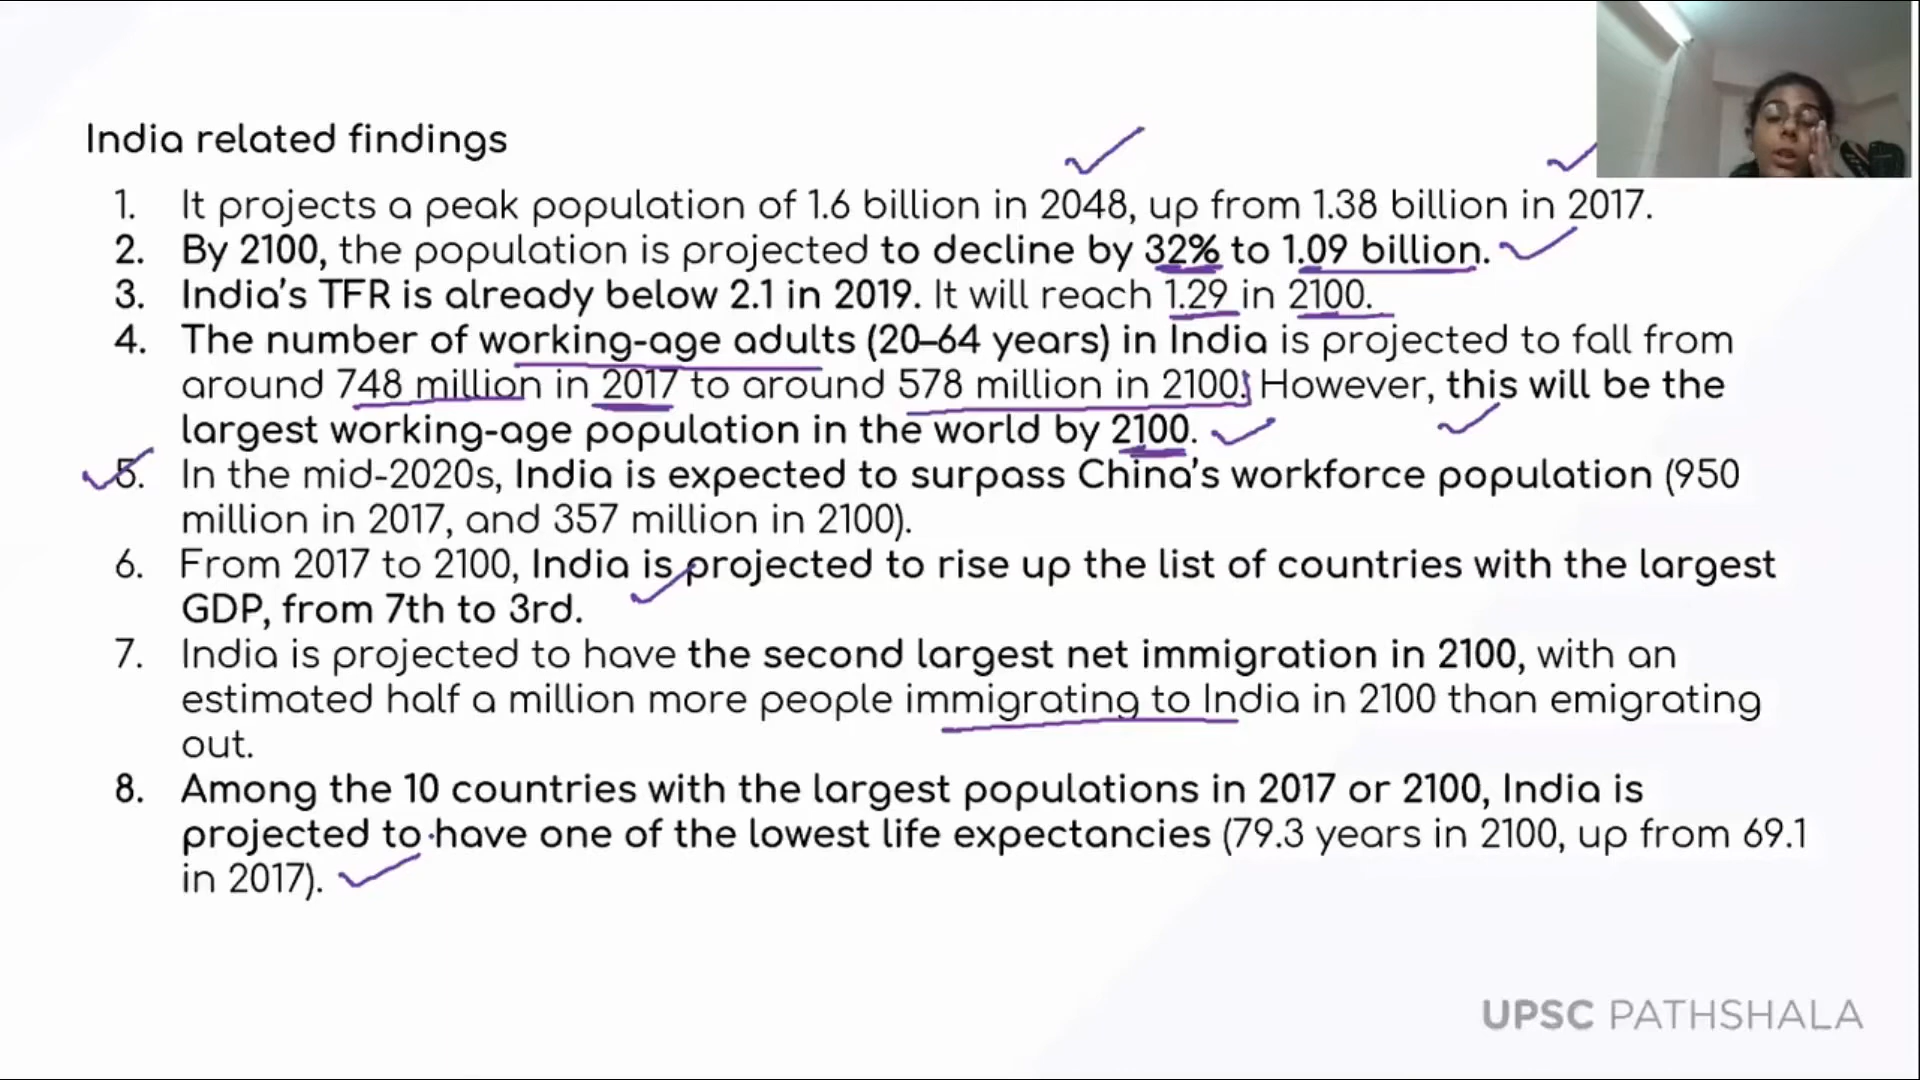 India related findings
1. It projects a peak population of 1.6 billion in 2048, up from 1.38 billion in 2017.
2. By 2100, the population is projected to decline by 32% to 1.09 billion.
3. India's TFR is already below 2.1 in 2019. It will reach 1.29 in 2100.
4. The number of working-age adults (20–64 years) in India is projected to fall from
around 748 million in 2017 to around 578 million in 2100. However, this will be the
largest working-age population in the world by 2100.
5. In the mid-2020s, India is expected to surpass China's workforce population (950
million in 2017, and 357 million in 2100).
6. From 2017 to 2100, India is projected to rise up the list of countries with the largest
GDP, from 7th to 3rd.
7. India is projected to have the second largest net immigration in 2100, with an
estimated half a million more people immigrating to India in 2100 than emigrating
out.
8. Among the 10 countries with the largest populations in 2017 or 2100, India is
projected to have one of the lowest life expectancies (79.3 years in 2100, up from 69.1
in 2017).
UPSC PATHSHALA